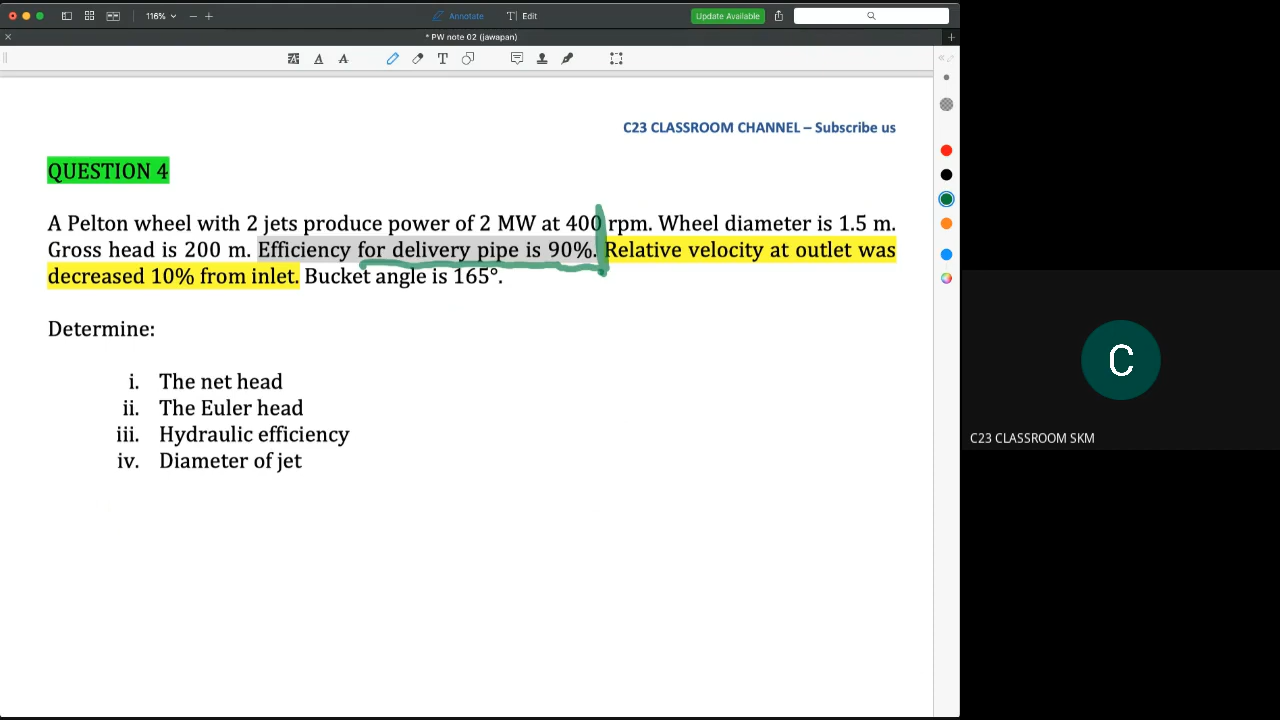 116%
Annotate
T Edit
Update Available
* PW note 02 (jawapan)
C23 CLASSROOM CHANNEL – Subscribe us
QUESTION 4
A Pelton wheel with 2 jets produce power of 2 MW at 400 rpm. Wheel diameter is 1.5 m.
Gross head is 200 m. Efficiency for delivery pipe is 90%. Relative velocity at outlet was
decreased 10% from inlet. Bucket angle is 165°.
Determine:
i. The net head
ii. The Euler head
iii. Hydraulic efficiency
iv. Diameter of jet
C
C23 CLASSROOM SKM